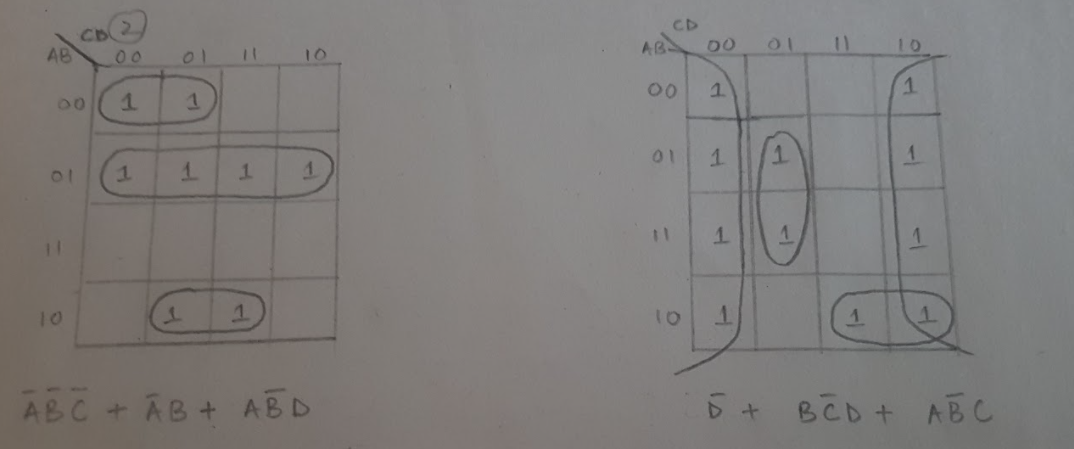 CD ②
AB 00 01 11 10
00 1 1
01 1 1 1 1
11
10 1 1
A̅B̅C̅ + A̅B + AB̅D
CD
AB 00 01 11 10
00 1 1
01 1 1 1
11 1 1 1
10 1 1 1
D̅ + BC̅D + AB̅C